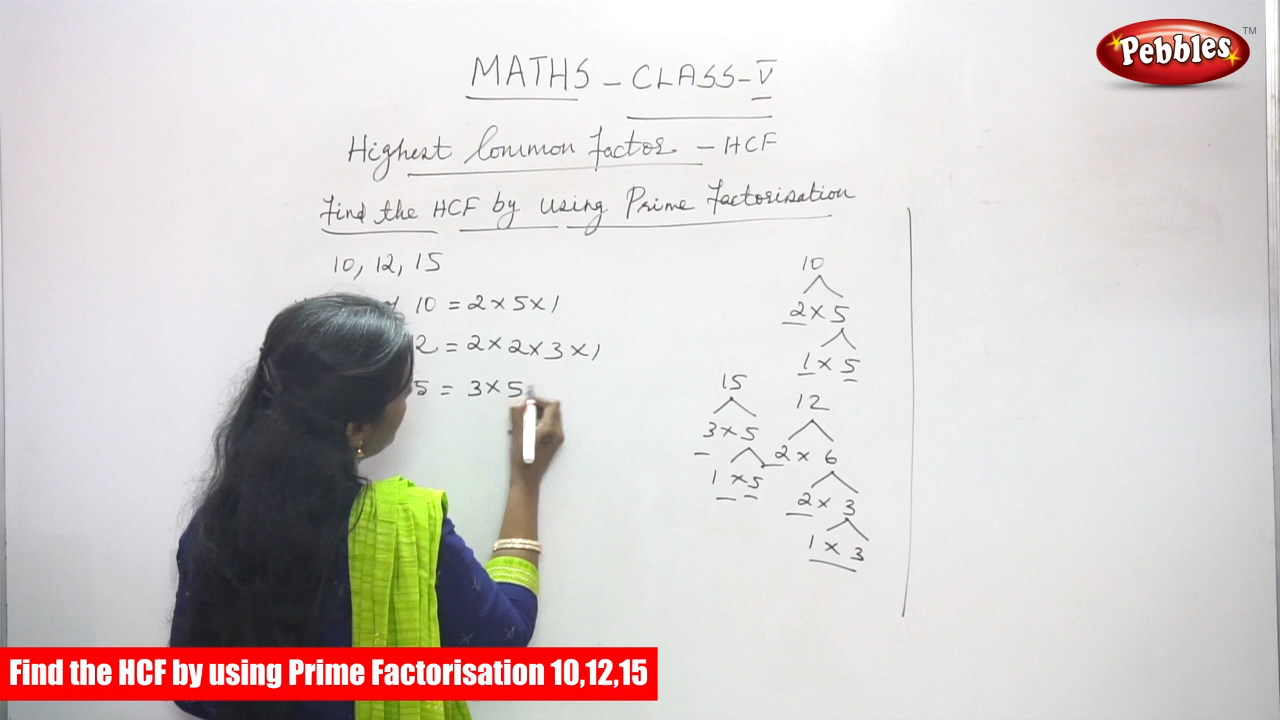 Pebbles TM
MATHS - CLASS - V
Highest Common Factor - HCF
Find the HCF by using Prime Factorisation
10, 12, 15
10 = 2 × 5 × 1
2 = 2 × 2 × 3 × 1
5 = 3 × 5
10
2 × 5
1 × 5
15
3 × 5
1 × 5
12
2 × 6
2 × 3
1 × 3
Find the HCF by using Prime Factorisation 10,12,15